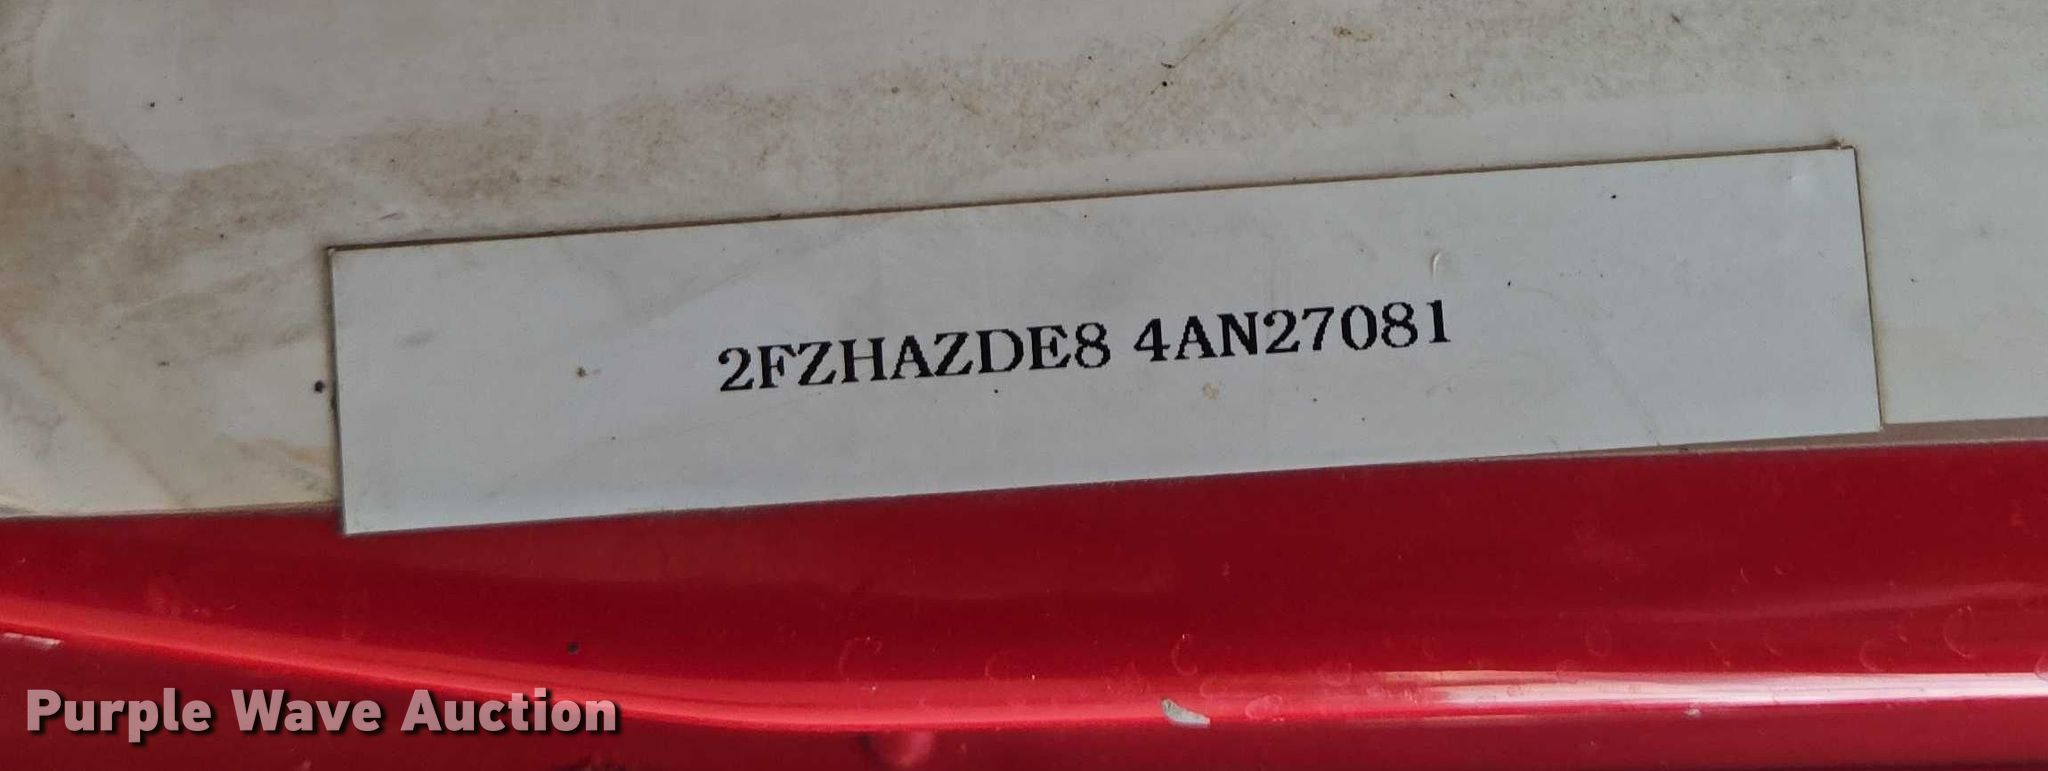 2FZHAZDE8 4AN27081
Purple Wave Auction